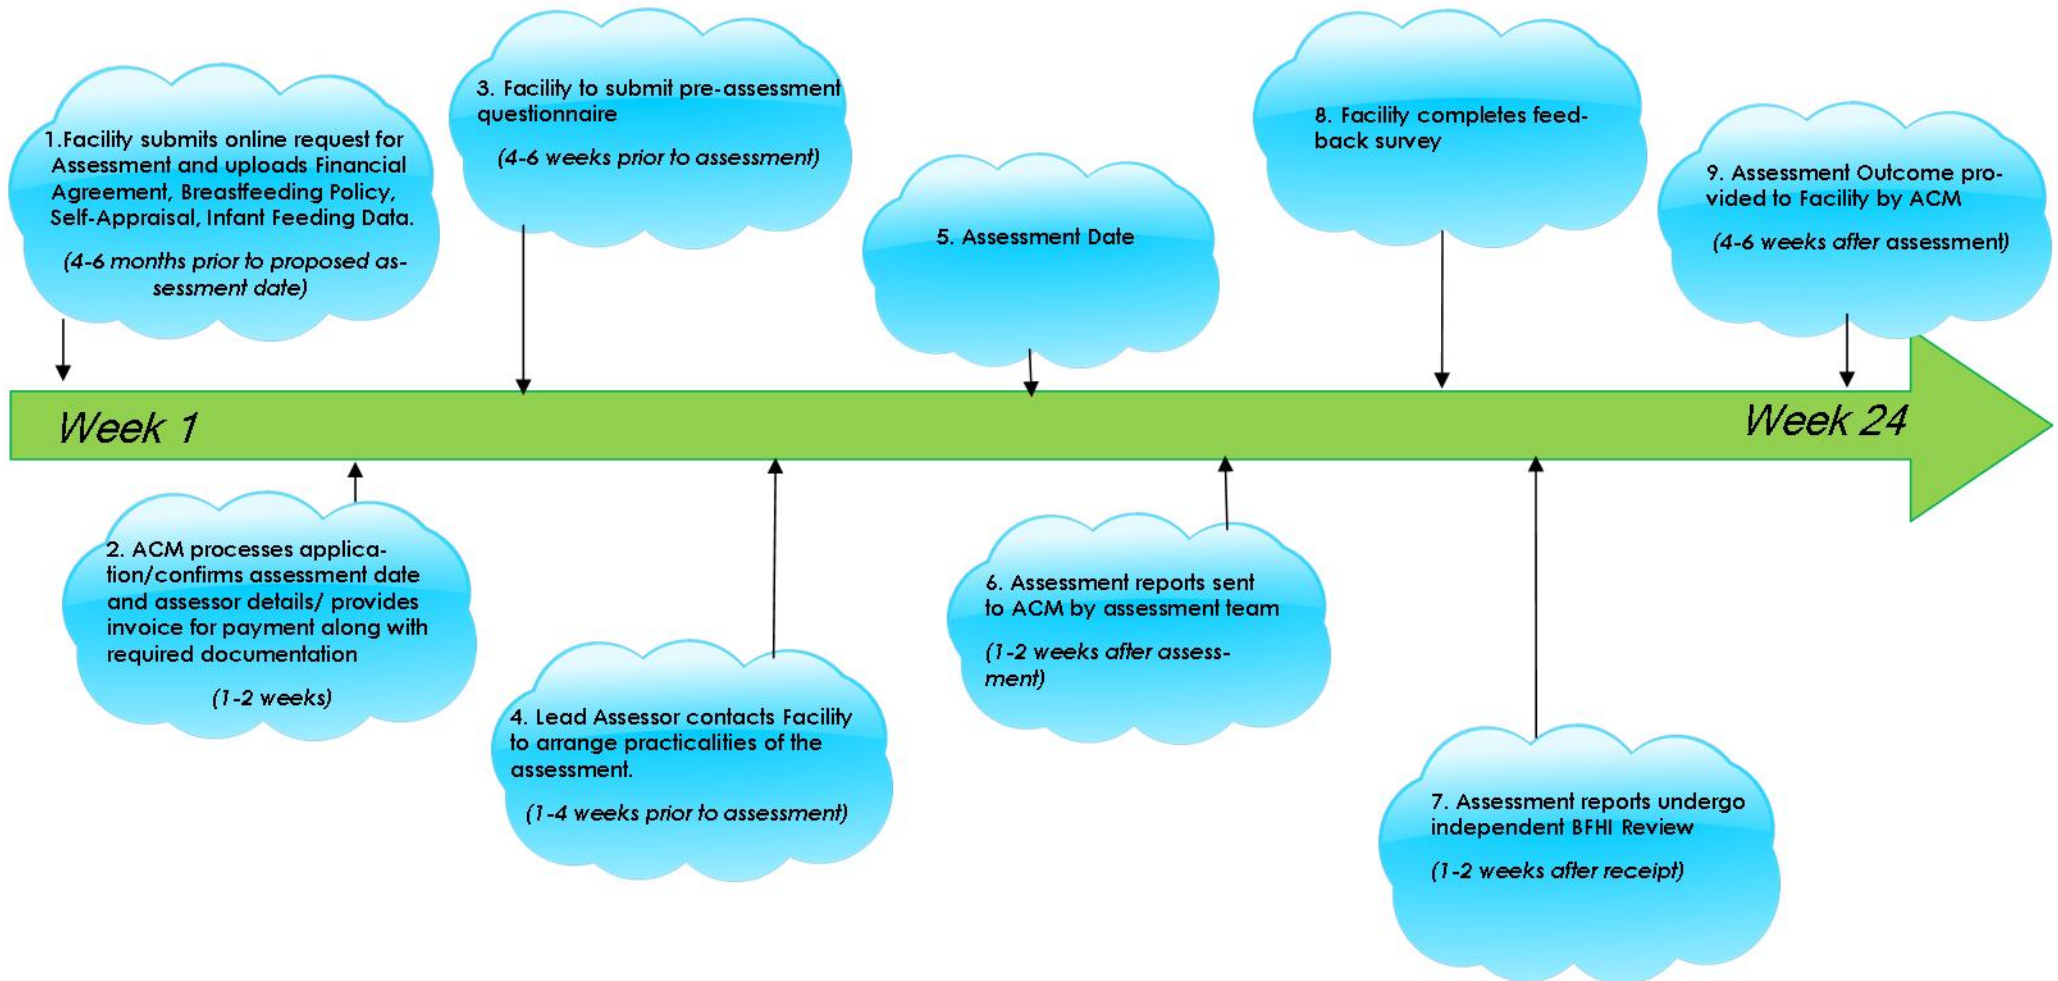 1.Facility submits online request for
Assessment and uploads Financial
Agreement, Breastfeeding Policy,
Self-Appraisal, Infant Feeding Data.
(4-6 months prior to proposed as-
sessment date)
3. Facility to submit pre-assessment
questionnaire
(4-6 weeks prior to assessment)
5. Assessment Date
8. Facility completes feed-
back survey
9. Assessment Outcome pro-
vided to Facility by ACM
(4-6 weeks after assessment)
Week 1
Week 24
2. ACM processes applica-
tion/confirms assessment date
and assessor details/ provides
invoice for payment along with
required documentation
(1-2 weeks)
4. Lead Assessor contacts Facility
to arrange practicalities of the
assessment.
(1-4 weeks prior to assessment)
6. Assessment reports sent
to ACM by assessment team
(1-2 weeks after assess-
ment)
7. Assessment reports undergo
independent BFHI Review
(1-2 weeks after receipt)